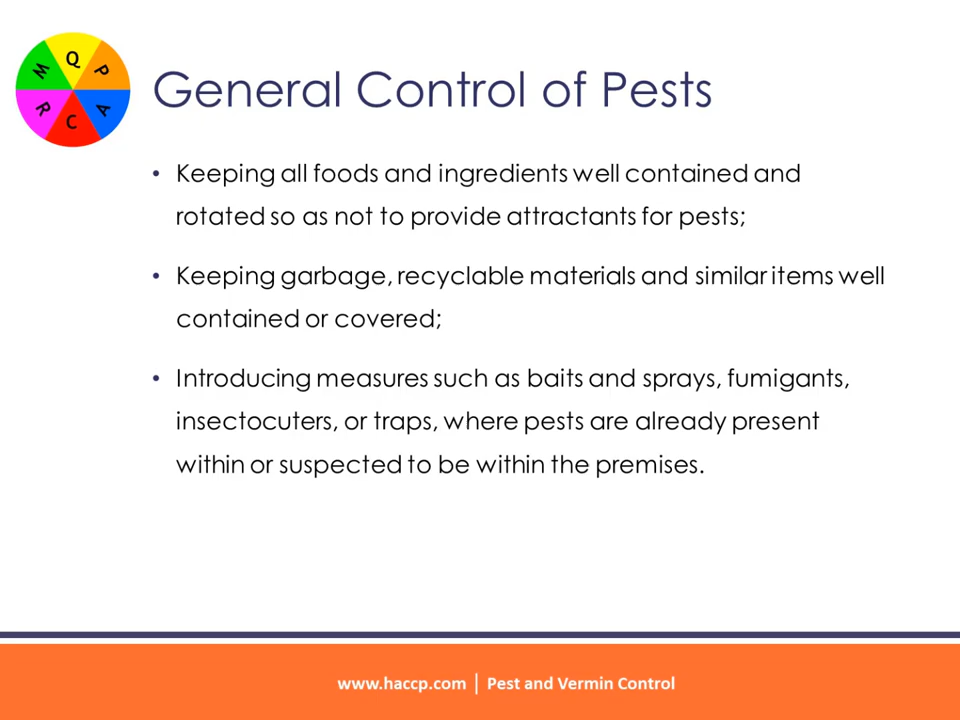 M Q P
R C A
General Control of Pests
• Keeping all foods and ingredients well contained and
rotated so as not to provide attractants for pests;
• Keeping garbage, recyclable materials and similar items well
contained or covered;
• Introducing measures such as baits and sprays, fumigants,
insectocuters, or traps, where pests are already present
within or suspected to be within the premises.
www.haccp.com | Pest and Vermin Control